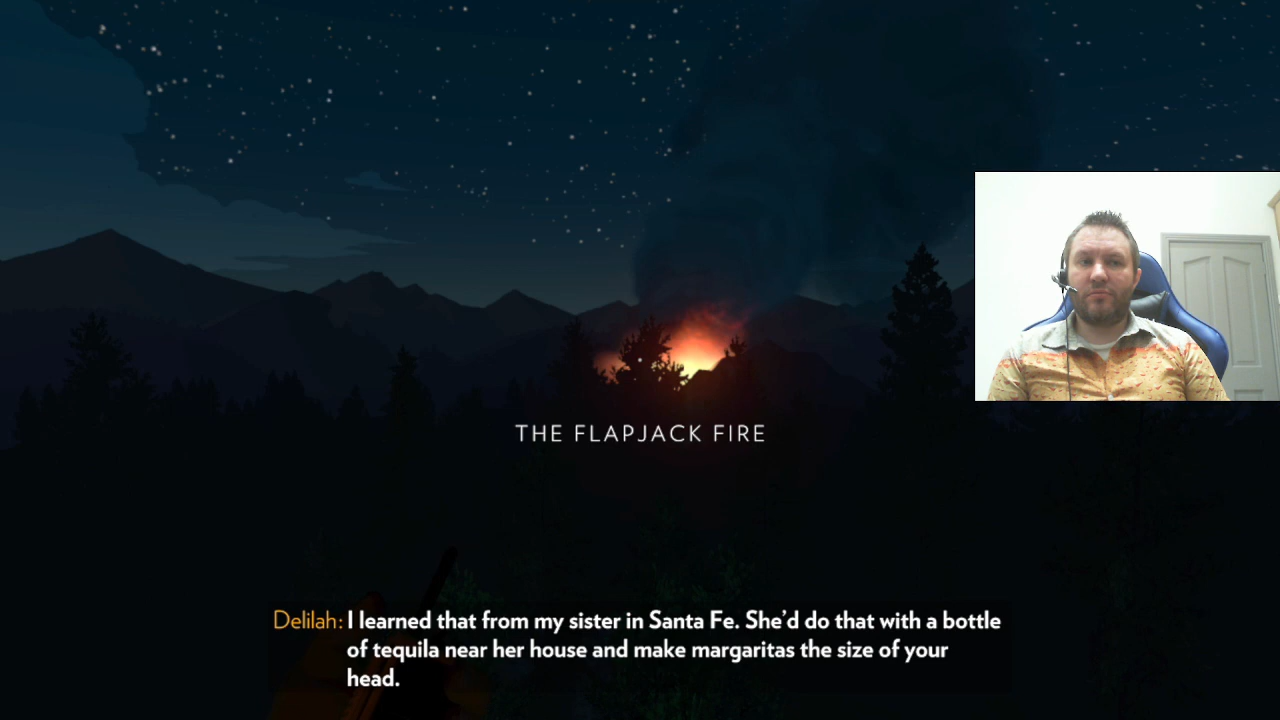 THE FLAPJACK FIRE
Delilah: I learned that from my sister in Santa Fe. She'd do that with a bottle
of tequila near her house and make margaritas the size of your
head.